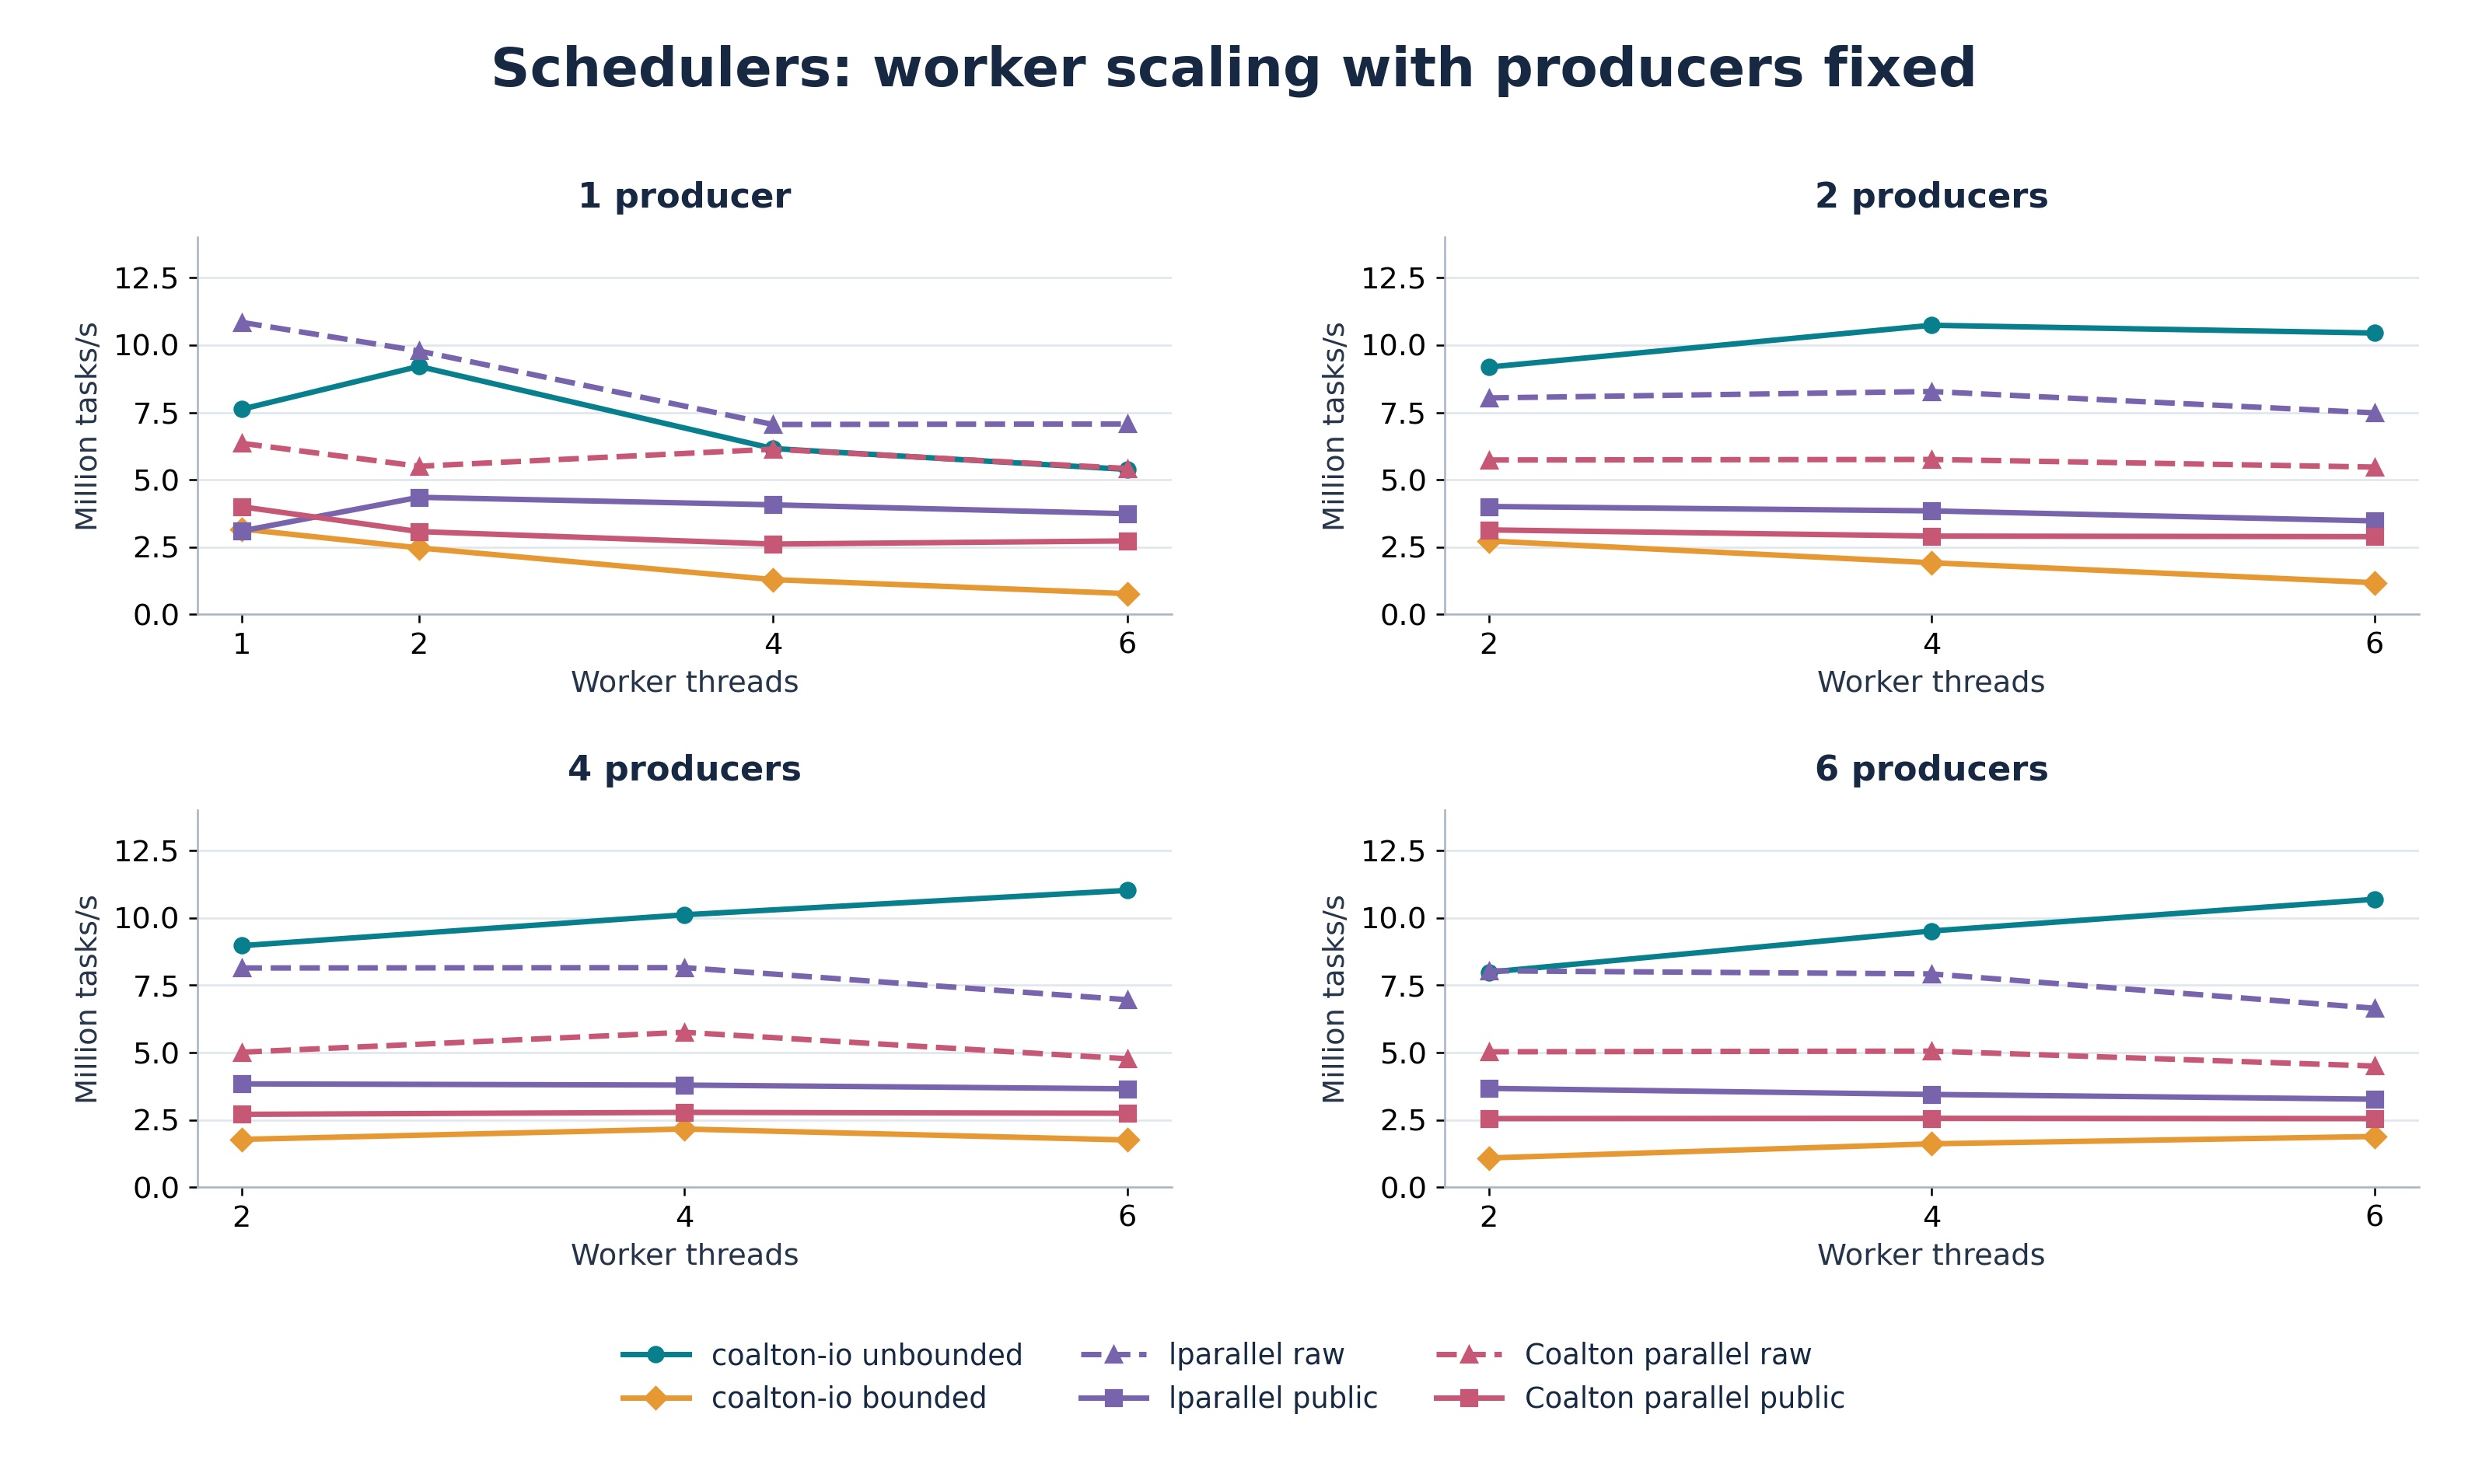 Schedulers: worker scaling with producers fixed
1 producer
Million tasks/s
12.5
10.0
7.5
5.0
2.5
0.0
1 2 4 6
Worker threads
2 producers
Million tasks/s
12.5
10.0
7.5
5.0
2.5
0.0
2 4 6
Worker threads
4 producers
Million tasks/s
12.5
10.0
7.5
5.0
2.5
0.0
2 4 6
Worker threads
6 producers
Million tasks/s
12.5
10.0
7.5
5.0
2.5
0.0
2 4 6
Worker threads
coalton-io unbounded
coalton-io bounded
lparallel raw
lparallel public
Coalton parallel raw
Coalton parallel public